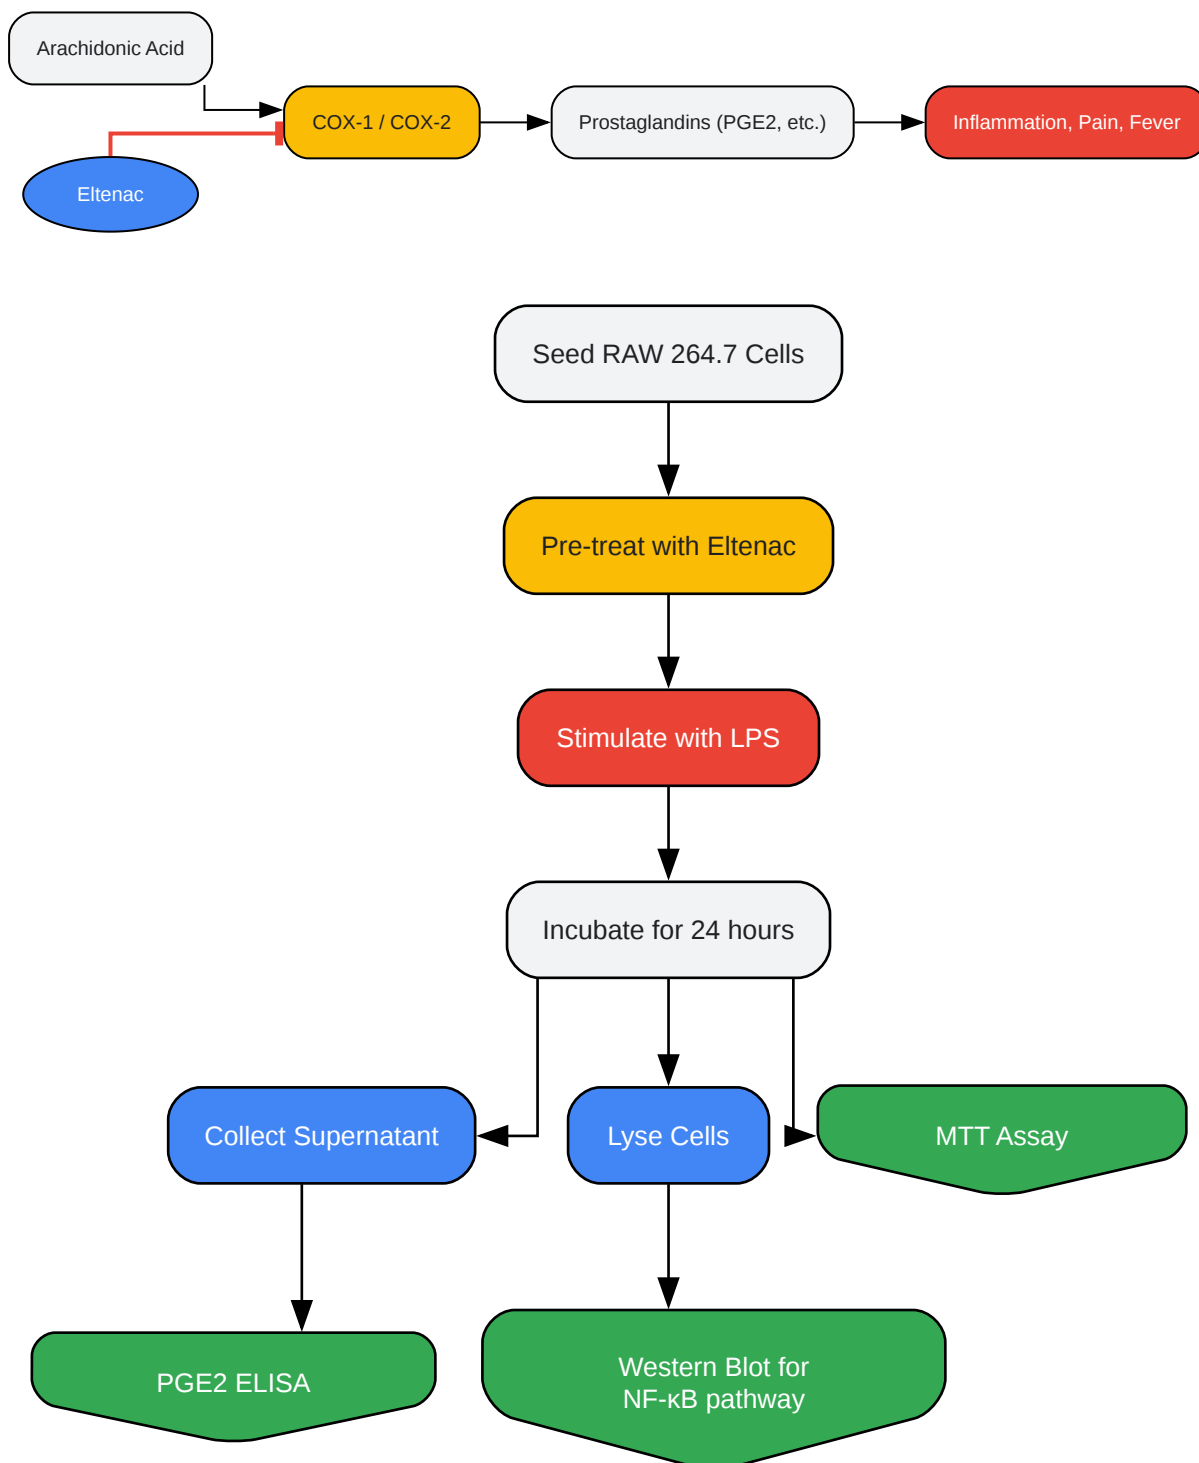 Arachidonic Acid
COX-1 / COX-2
Prostaglandins (PGE2, etc.)
Inflammation, Pain, Fever
Eltenac
Seed RAW 264.7 Cells
Pre-treat with Eltenac
Stimulate with LPS
Incubate for 24 hours
Collect Supernatant
Lyse Cells
MTT Assay
PGE2 ELISA
Western Blot for
NF-κB pathway